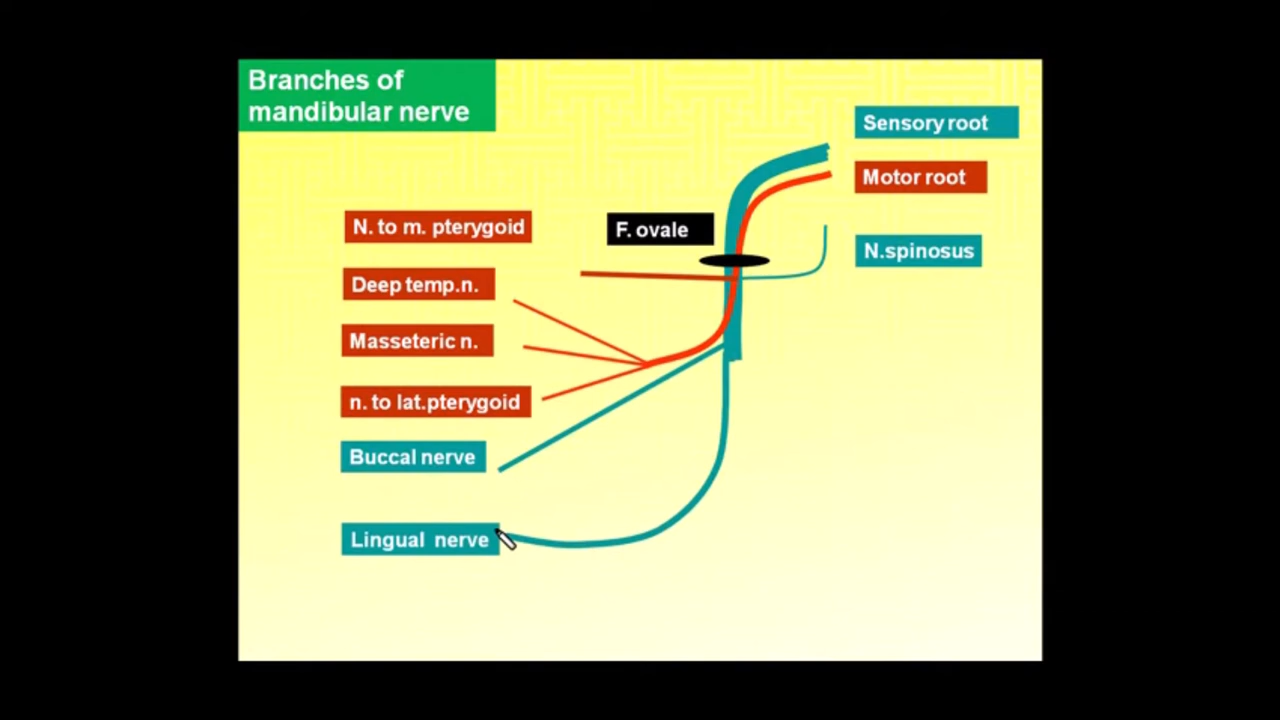 Branches of
mandibular nerve
Sensory root
Motor root
N. to m. pterygoid
F. ovale
N.spinosus
Deep temp.n.
Masseteric n.
n. to lat.pterygoid
Buccal nerve
Lingual nerve